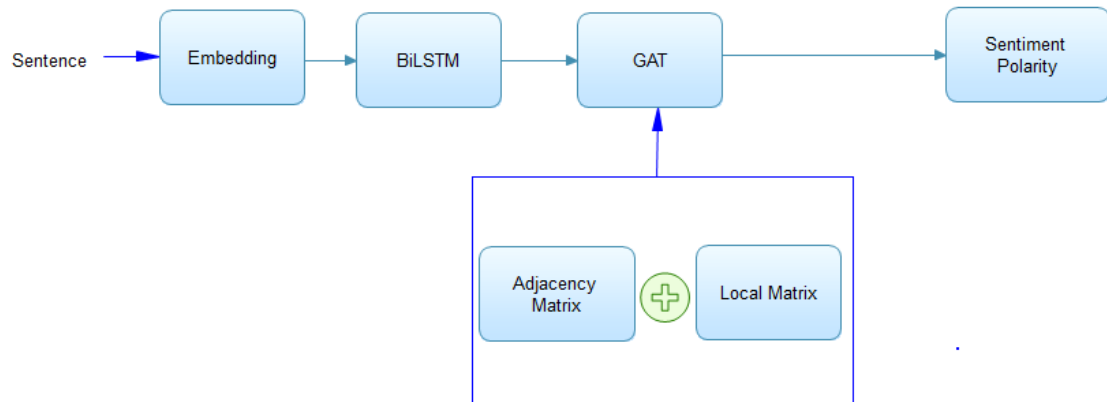 Sentence
Embedding
BiLSTM
GAT
Sentiment
Polarity
Adjacency
Matrix
Local Matrix